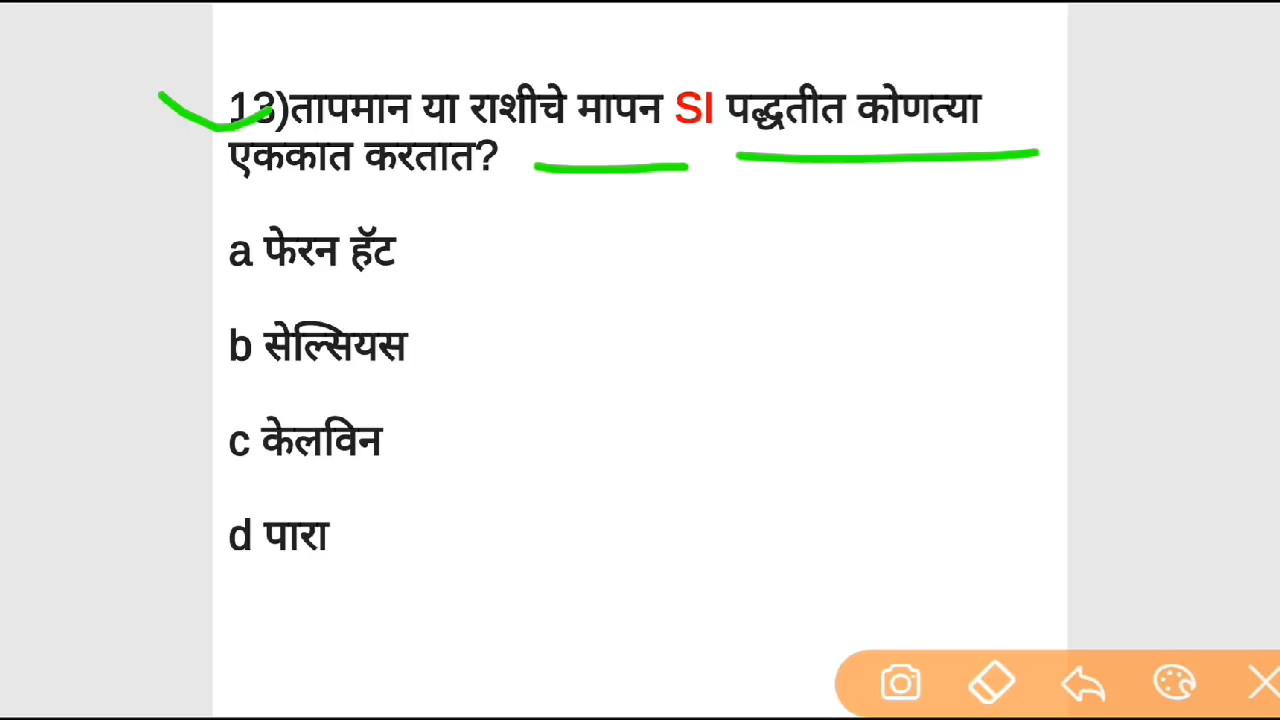 13)तापमान या राशीचे मापन SI पद्धतीत कोणत्या
एककात करतात?
a फेरन हॅट
b सेल्सियस
c केलविन
d पारा